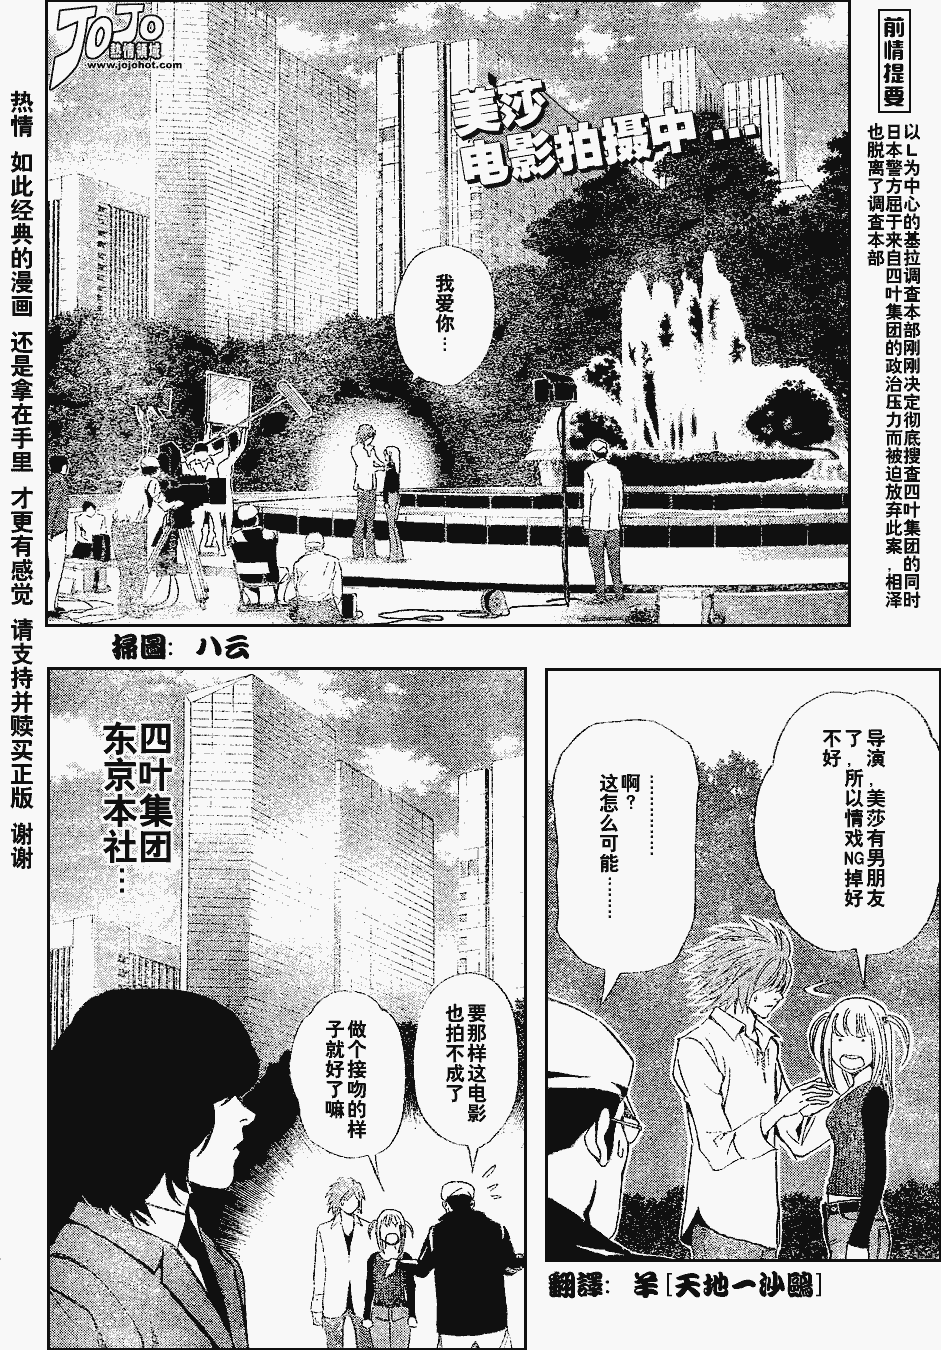 JOJO
熱情領域
www.jojohot.com
前情提要
以L为中心的基拉调查本部刚刚决定彻底搜查四叶集团的同时
日本警方屈于来自四叶集团的政治压力而被迫放弃此案,相泽
也脱离了调查本部
美莎
电影拍摄中…
我爱你…
热情 如此经典的漫画 还是拿在手里 才更有感觉 请支持并赎买正版 谢谢
掃圖: 八云
导演,美莎有男朋友
了,所以情戏NG掉好
不好
…………
啊?
这怎么可能……
四叶集团
东京本社…
要那样这电影
也拍不成了
做个接吻的样
子就好了嘛
翻譯: 羊[天地一沙鷗]